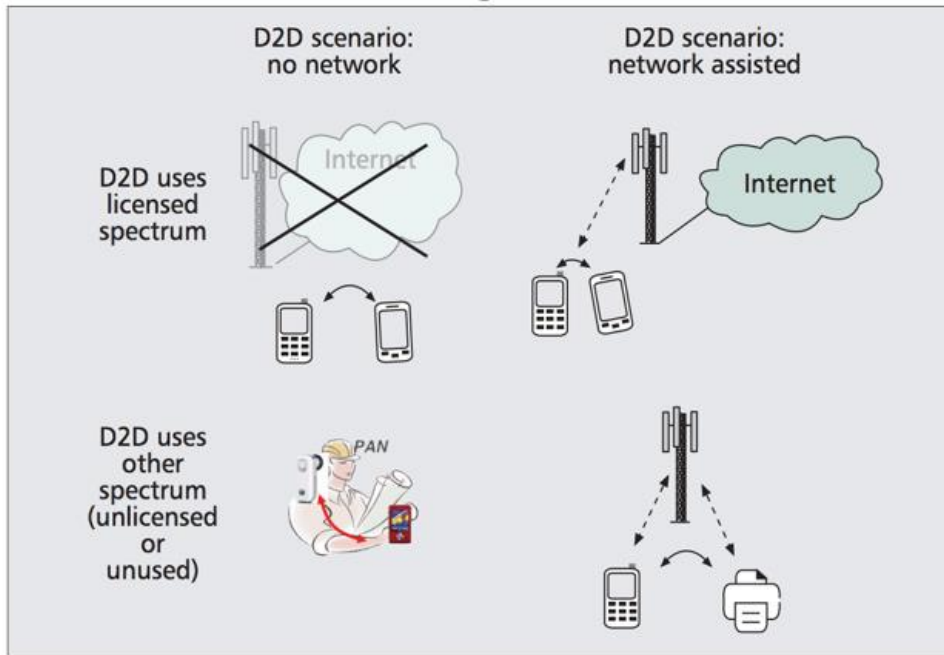 D2D scenario:
no network
D2D scenario:
network assisted
D2D uses
licensed
spectrum
Internet
Internet
D2D uses
other
spectrum
(unlicensed
or
unused)
PAN